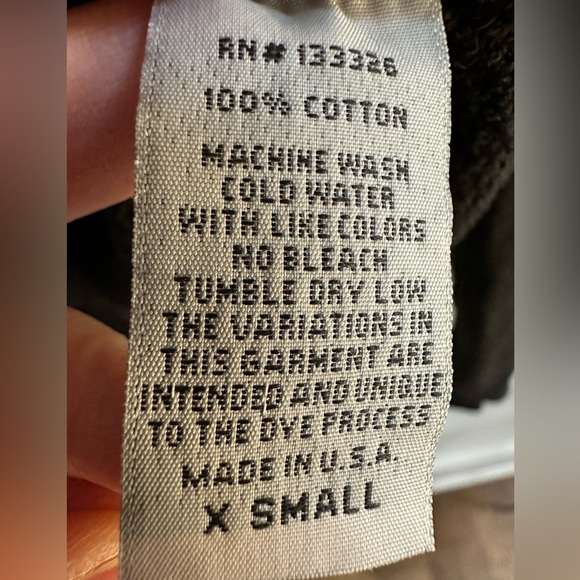 RN# 133326
100% COTTON
MACHINE WASH
COLD WATER
WITH LIKE COLORS
NO BLEACH
TUMBLE DRY LOW
THE VARIATIONS IN
THIS GARMENT ARE
INTENDED AND UNIQUE
TO THE DYE PROCESS
MADE IN U.S.A.
X SMALL